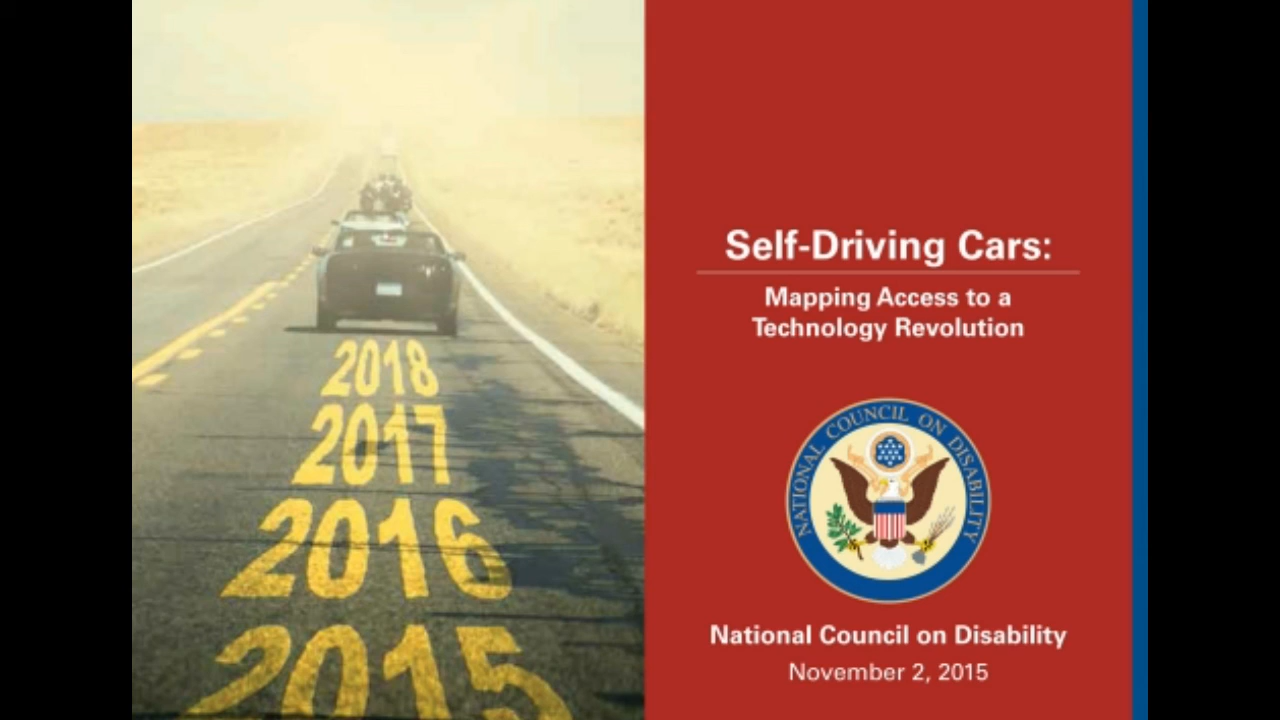 2018
2017
2016
2015
Self-Driving Cars:
Mapping Access to a
Technology Revolution
NATIONAL COUNCIL ON DISABILITY
National Council on Disability
November 2, 2015